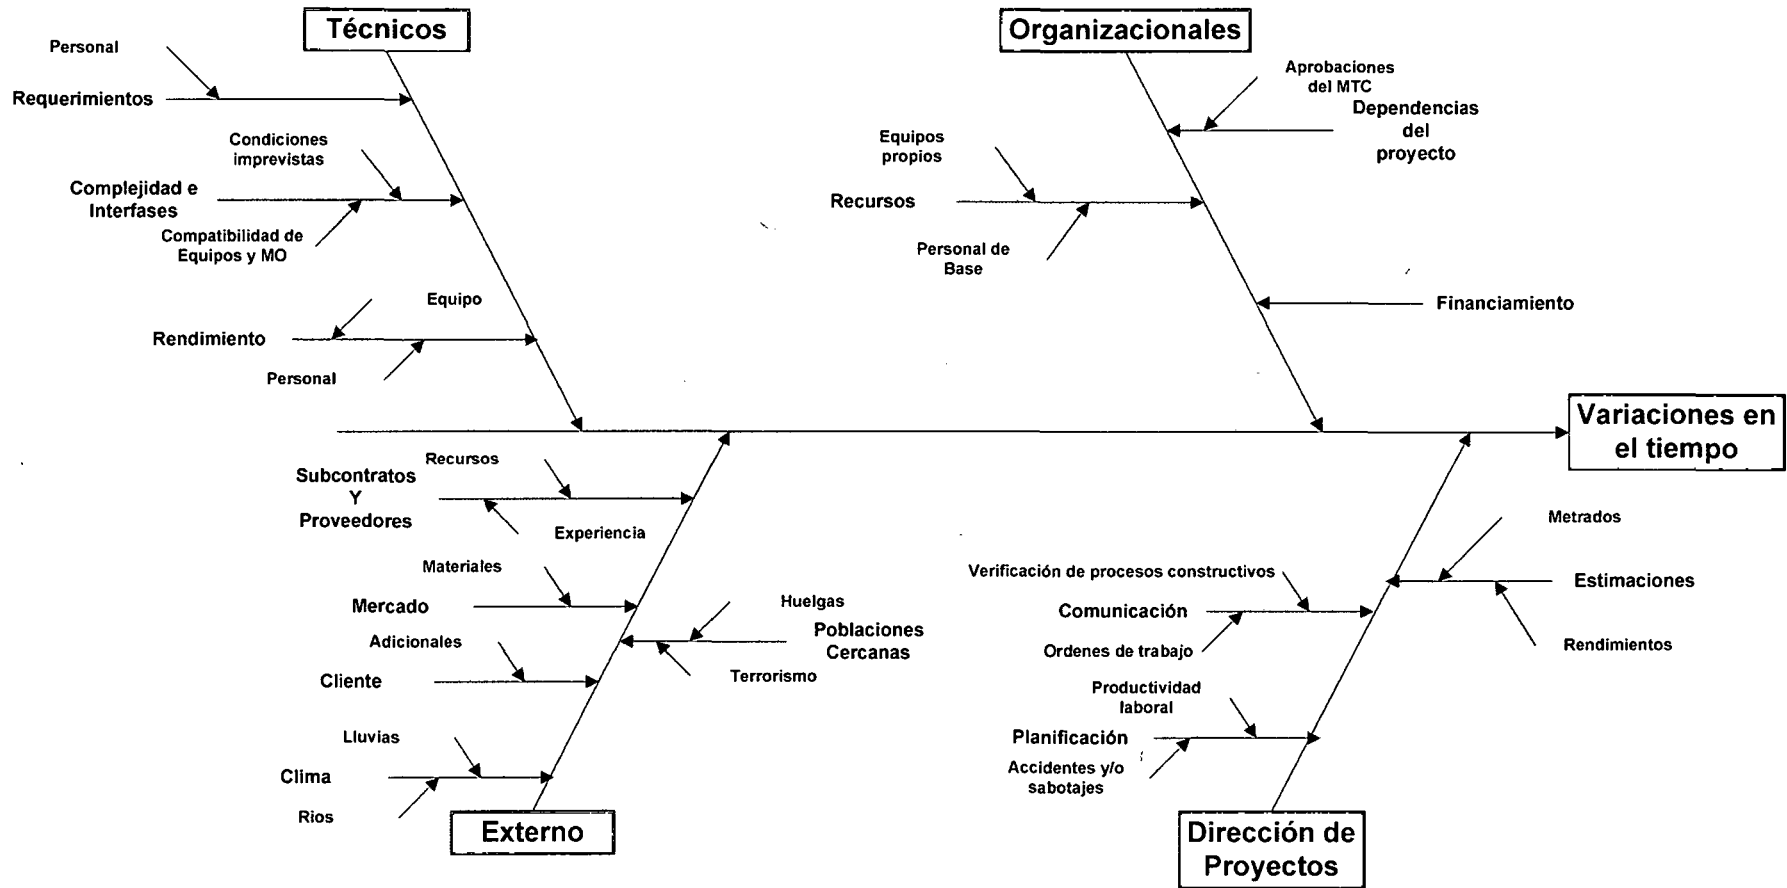 Técnicos
Organizacionales
Personal
Requerimientos
Condiciones
imprevistas
Complejidad e
Interfases
Compatibilidad de
Equipos y MO
Equipo
Rendimiento
Personal
Aprobaciones
del MTC
Dependencias
del
proyecto
Equipos
propios
Recursos
Personal de
Base
Financiamiento
Variaciones en
el tiempo
Recursos
Subcontratos
Y
Proveedores
Experiencia
Materiales
Mercado
Huelgas
Poblaciones
Cercanas
Terrorismo
Adicionales
Cliente
Lluvias
Clima
Rios
Externo
Metrados
Estimaciones
Rendimientos
Verificación de procesos constructivos
Comunicación
Ordenes de trabajo
Productividad
laboral
Planificación
Accidentes y/o
sabotajes
Dirección de
Proyectos